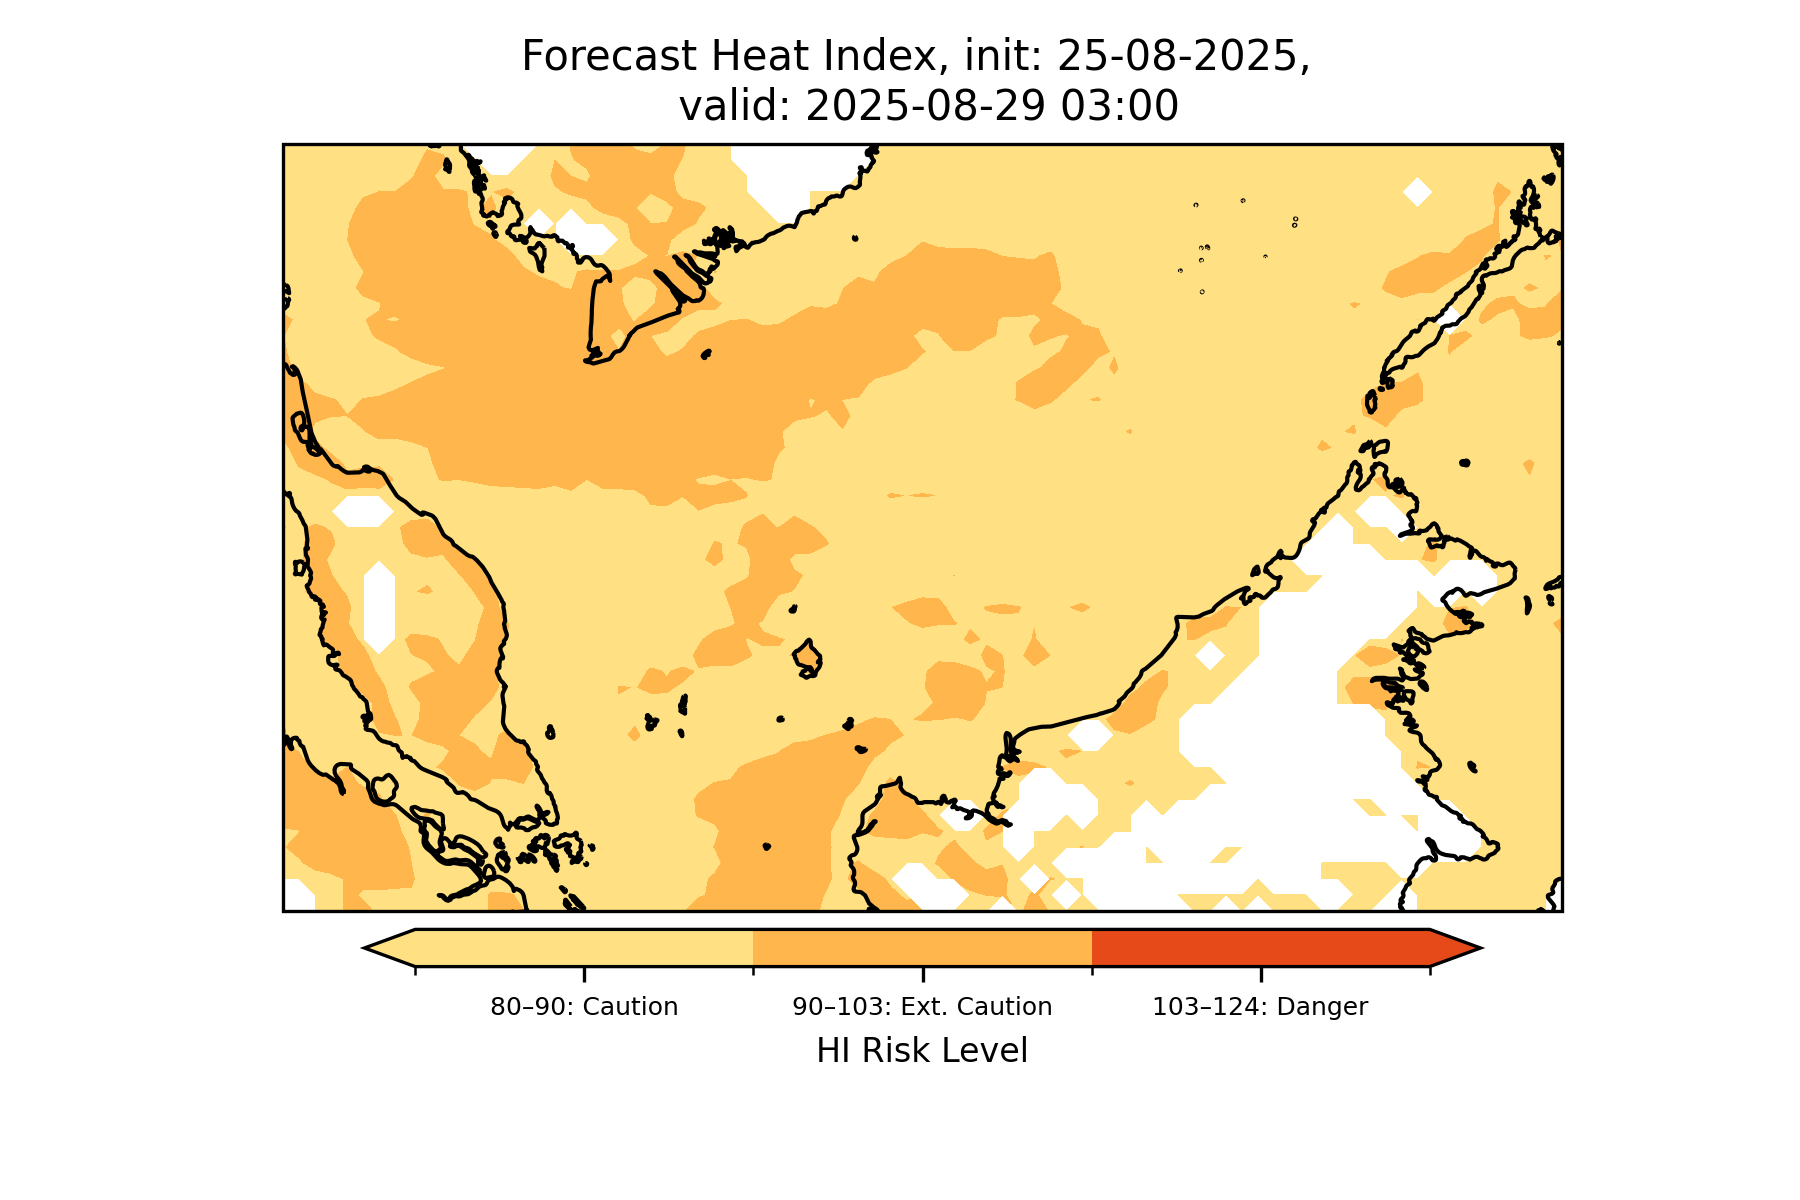 Forecast Heat Index, init: 25-08-2025,
valid: 2025-08-29 03:00
80–90: Caution
90–103: Ext. Caution
103–124: Danger
HI Risk Level